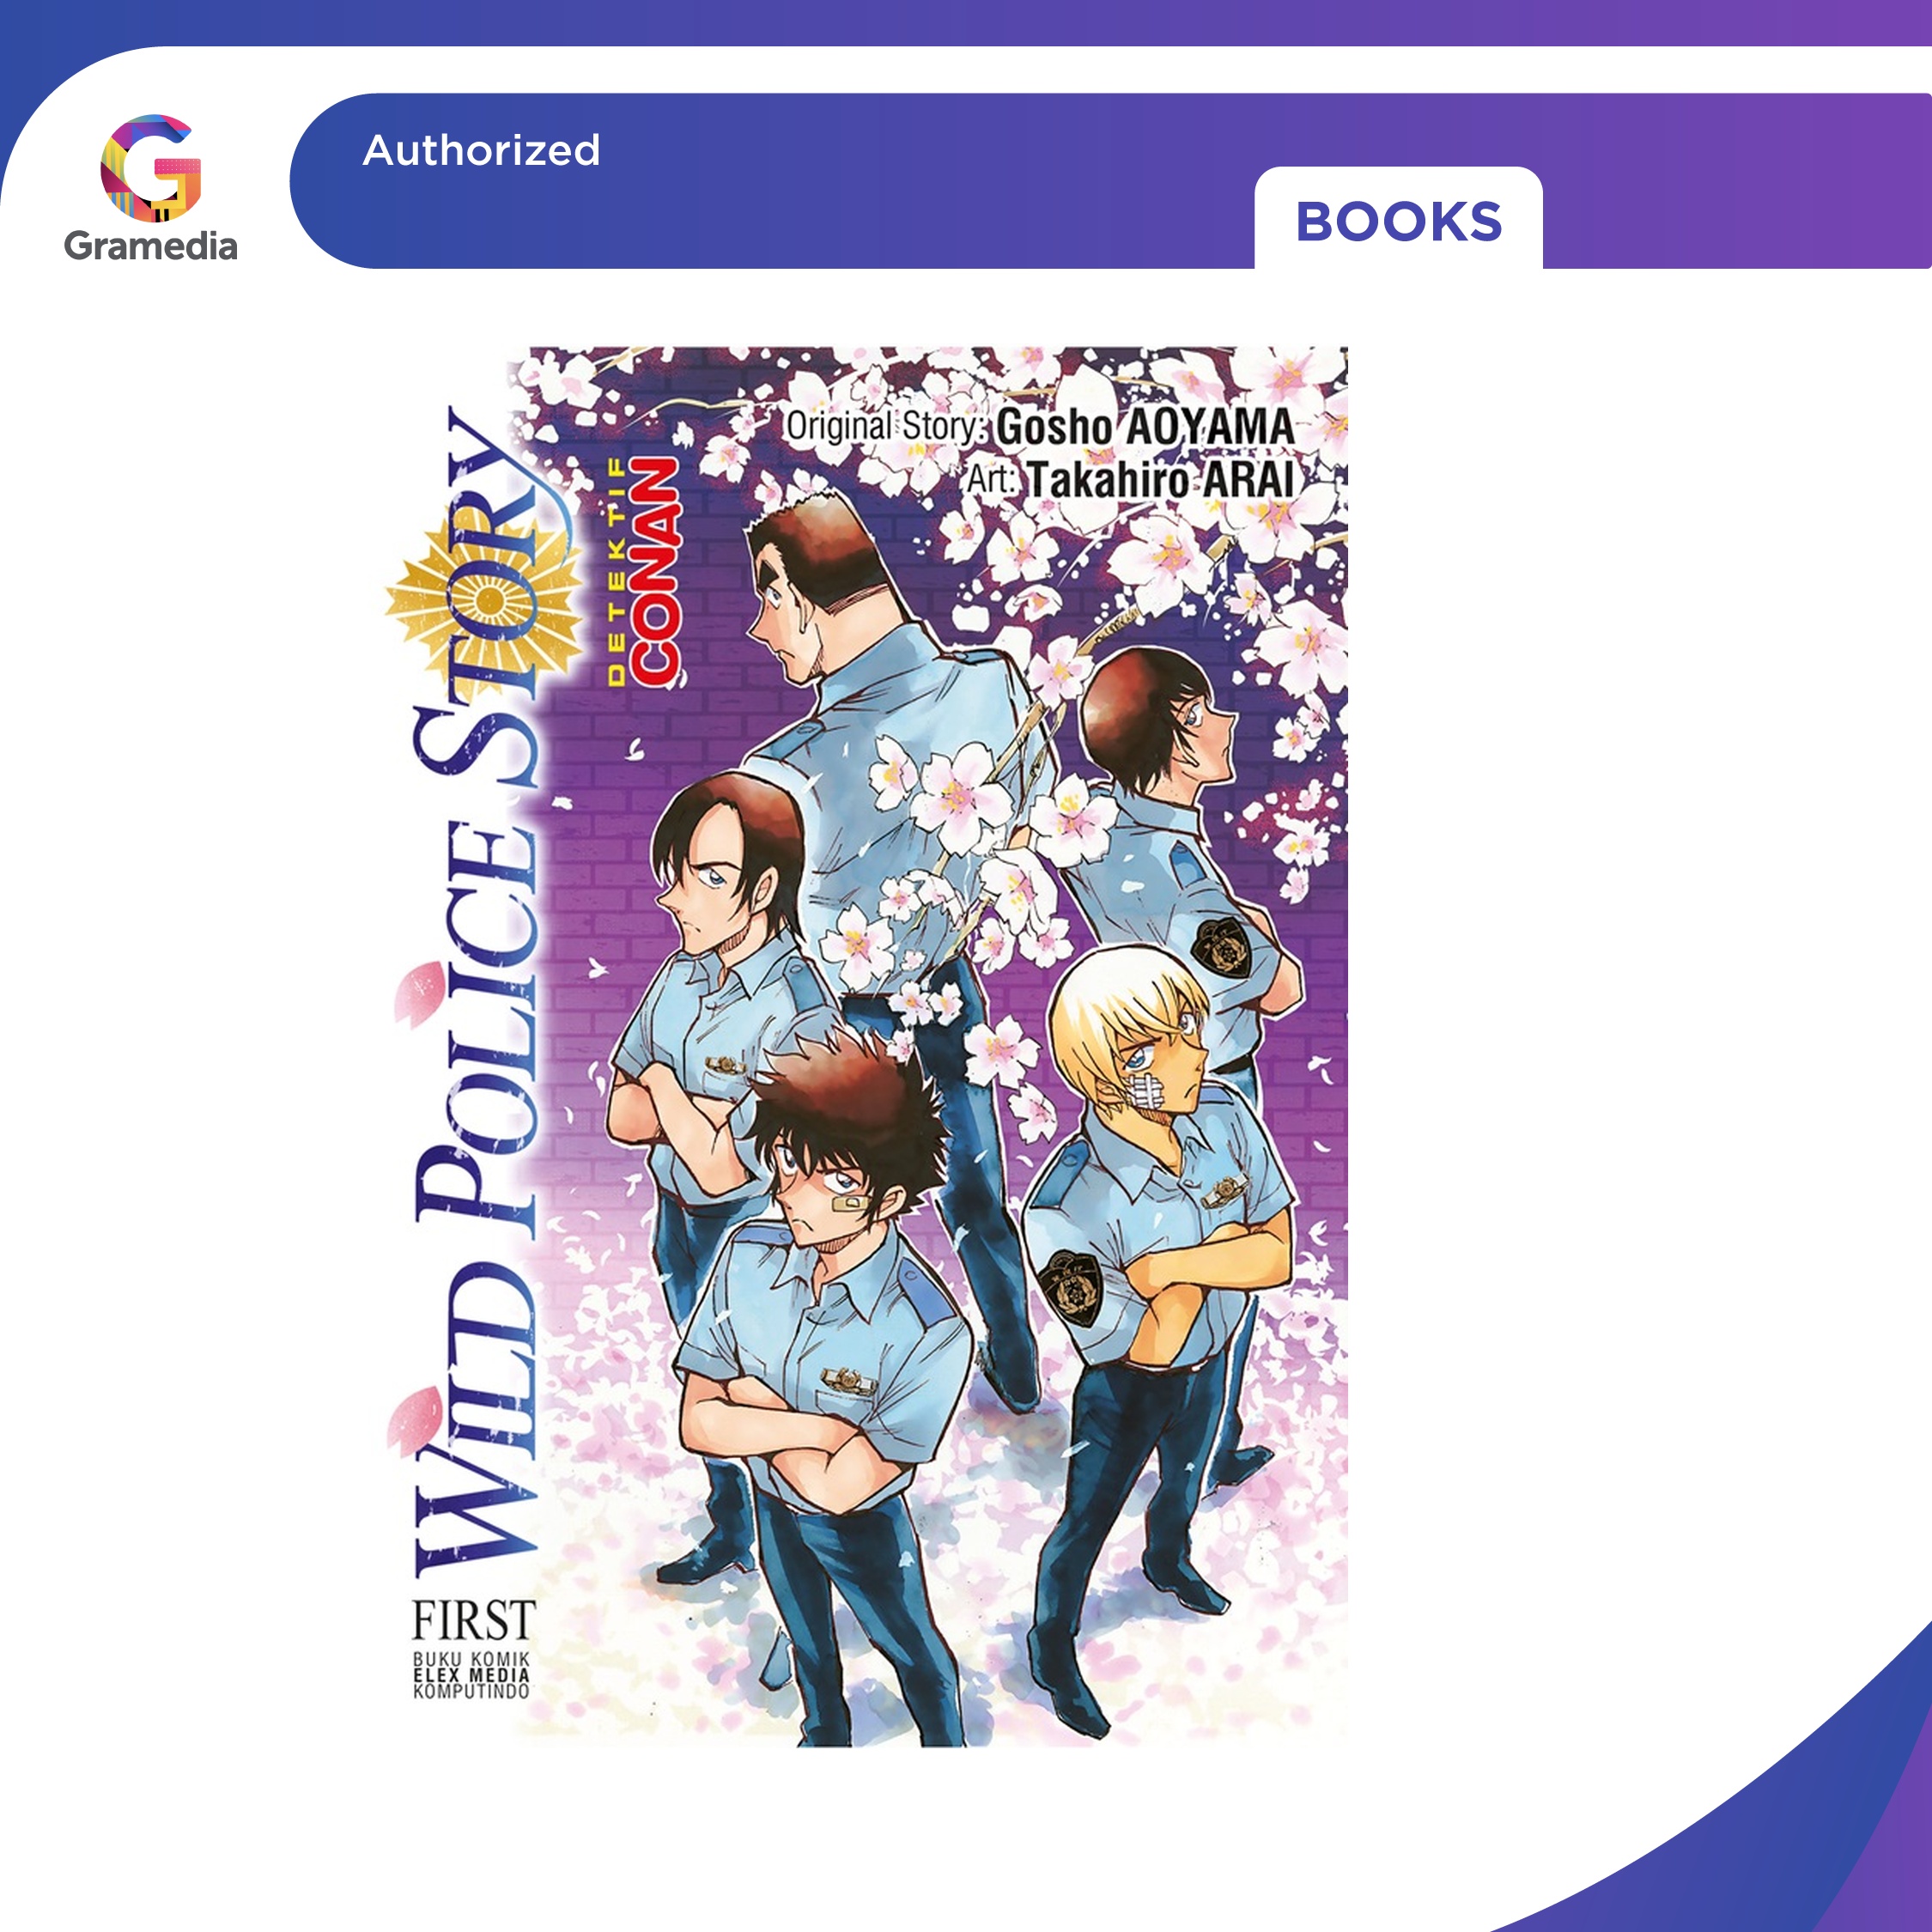 Gramedia
Authorized
BOOKS
Original Story: Gosho AOYAMA
Art: Takahiro ARAI
DETEKTIF
CONAN
WILD POLICE STORY
FIRST
BUKU KOMIK
ELEX MEDIA
KOMPUTINDO